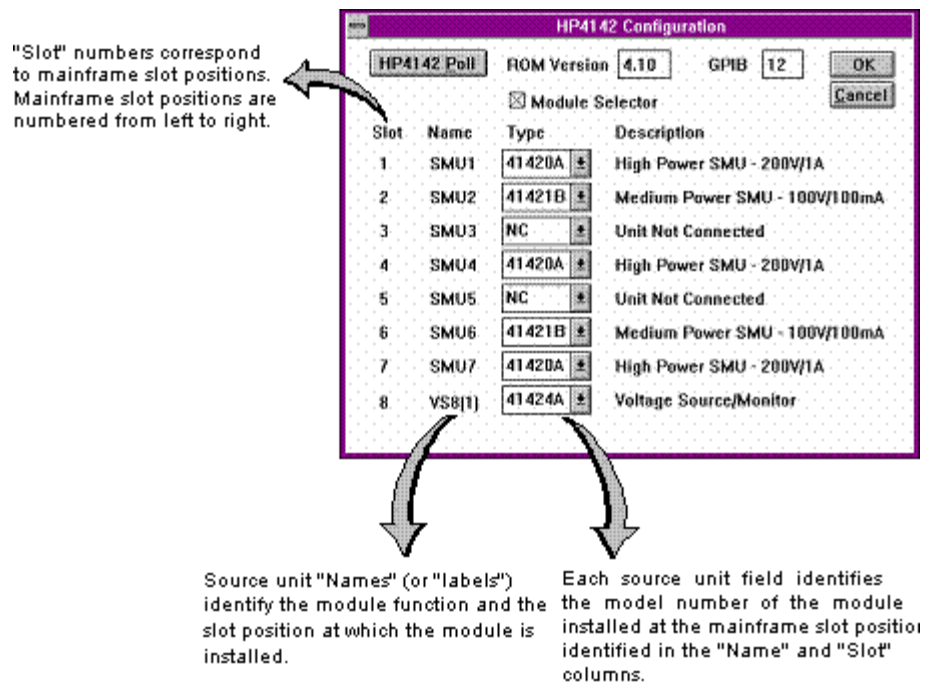 HP4142 Configuration
"Slot" numbers correspond
to mainframe slot positions.
Mainframe slot positions are
numbered from left to right.
HP4142 Poll ROM Version 4.10 GPIB 12 OK
Module Selector Cancel
Slot Name Type Description
1 SMU1 41420A High Power SMU - 200V/1A
2 SMU2 41421B Medium Power SMU - 100V/100mA
3 SMU3 NC Unit Not Connected
4 SMU4 41420A High Power SMU - 200V/1A
5 SMU5 NC Unit Not Connected
6 SMU6 41421B Medium Power SMU - 100V/100mA
7 SMU7 41420A High Power SMU - 200V/1A
8 VS8(1) 41424A Voltage Source/Monitor
Source unit "Names" (or "labels")
identify the module function and the
slot position at which the module is
installed.
Each source unit field identifies
the model number of the module
installed at the mainframe slot position
identified in the "Name" and "Slot"
columns.